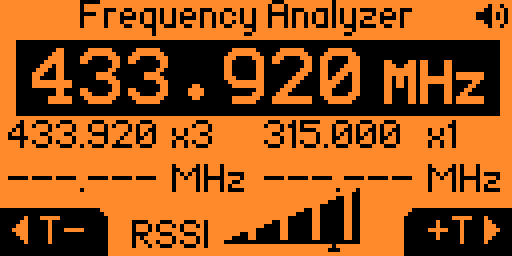 Frequency Analyzer
433.920 MHz
433.920 x3 315.000 x1
---.--- MHz ---.--- MHz
T- RSSI +T